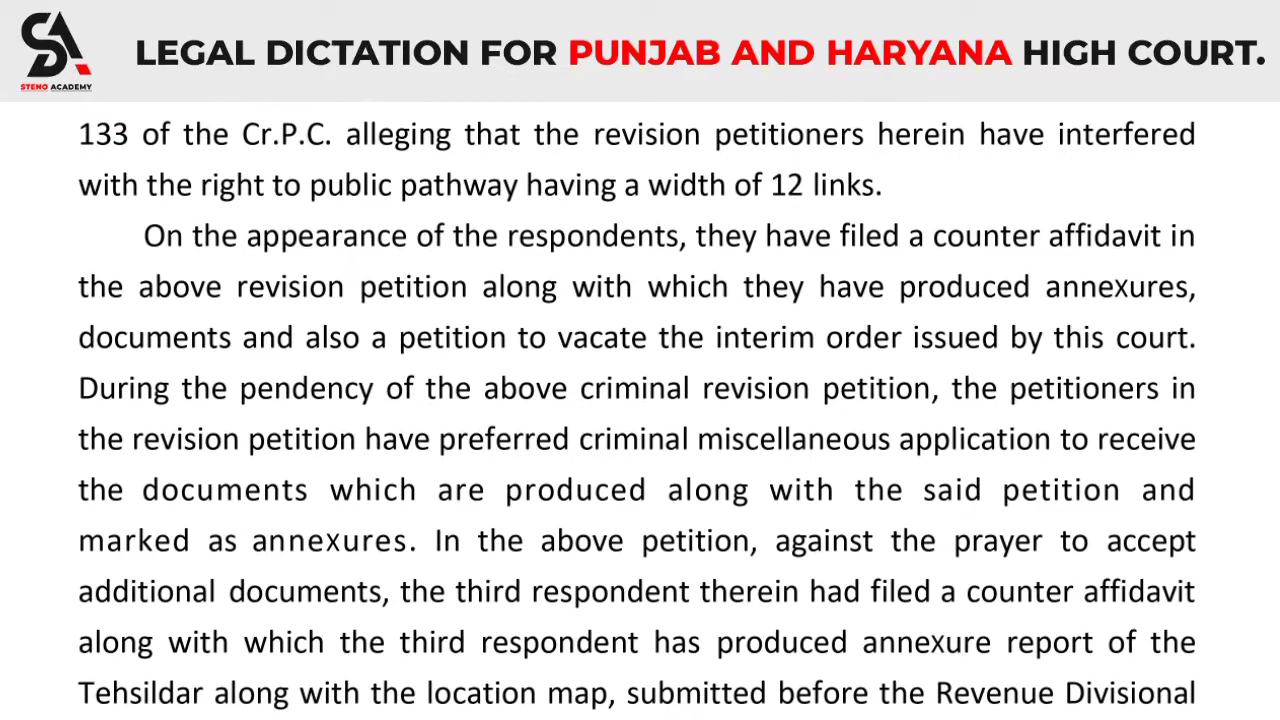 SA
STENO ACADEMY
LEGAL DICTATION FOR PUNJAB AND HARYANA HIGH COURT.
133 of the Cr.P.C. alleging that the revision petitioners herein have interfered
with the right to public pathway having a width of 12 links.
On the appearance of the respondents, they have filed a counter affidavit in
the above revision petition along with which they have produced annexures,
documents and also a petition to vacate the interim order issued by this court.
During the pendency of the above criminal revision petition, the petitioners in
the revision petition have preferred criminal miscellaneous application to receive
the documents which are produced along with the said petition and
marked as annexures. In the above petition, against the prayer to accept
additional documents, the third respondent therein had filed a counter affidavit
along with which the third respondent has produced annexure report of the
Tehsildar along with the location map, submitted before the Revenue Divisional